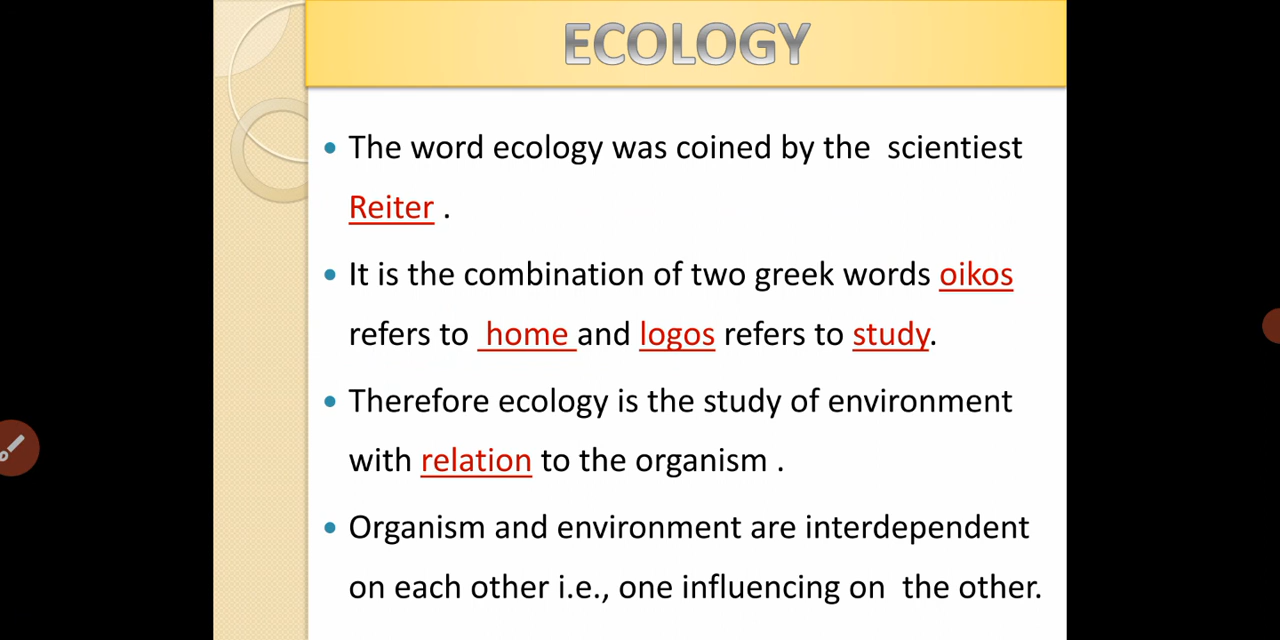 ECOLOGY
The word ecology was coined by the scientiest
Reiter .
It is the combination of two greek words oikos
refers to home and logos refers to study.
Therefore ecology is the study of environment
with relation to the organism .
Organism and environment are interdependent
on each other i.e., one influencing on the other.